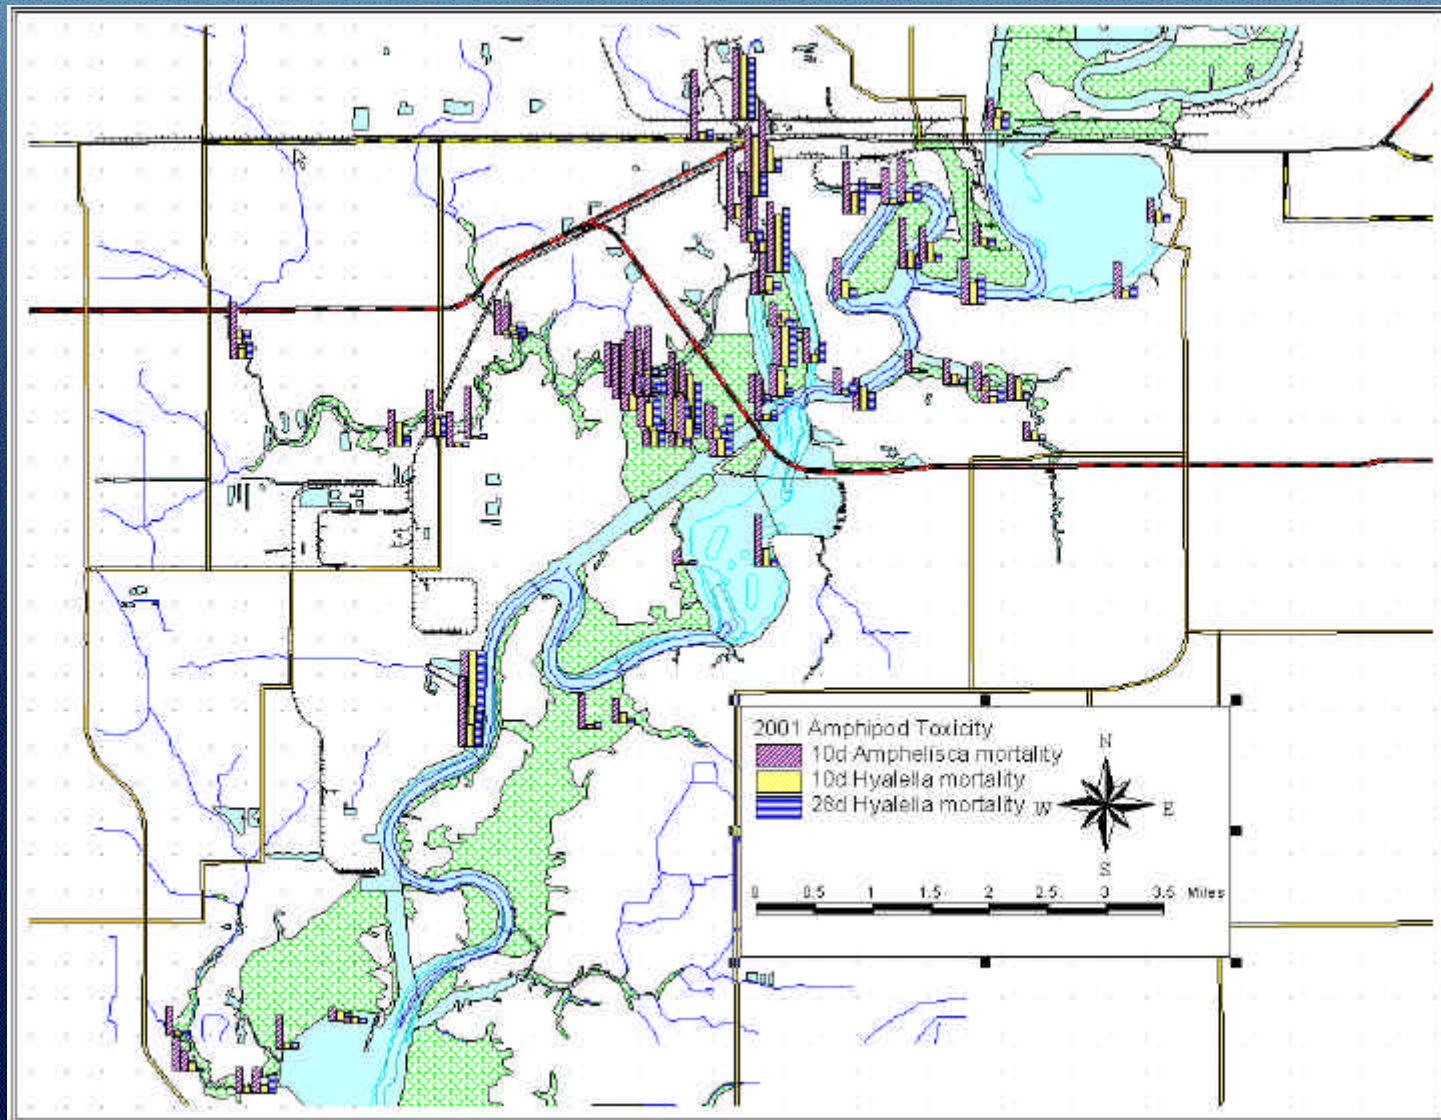 2001 Amphipod Toxicity
10d Amphelisca mortality
10d Hyalella mortality
28d Hyalella mortality
N
W E
S
0 0.5 1 1.5 2 2.5 3 3.5 Miles